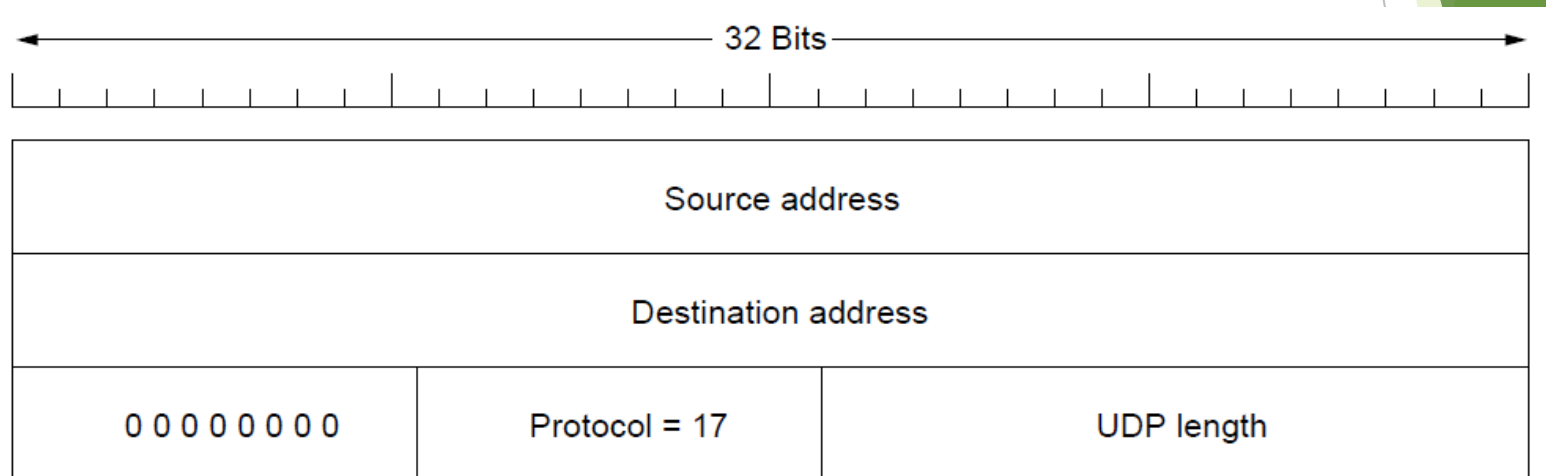 32 Bits
Source address
Destination address
0 0 0 0 0 0 0 0 Protocol = 17 UDP length